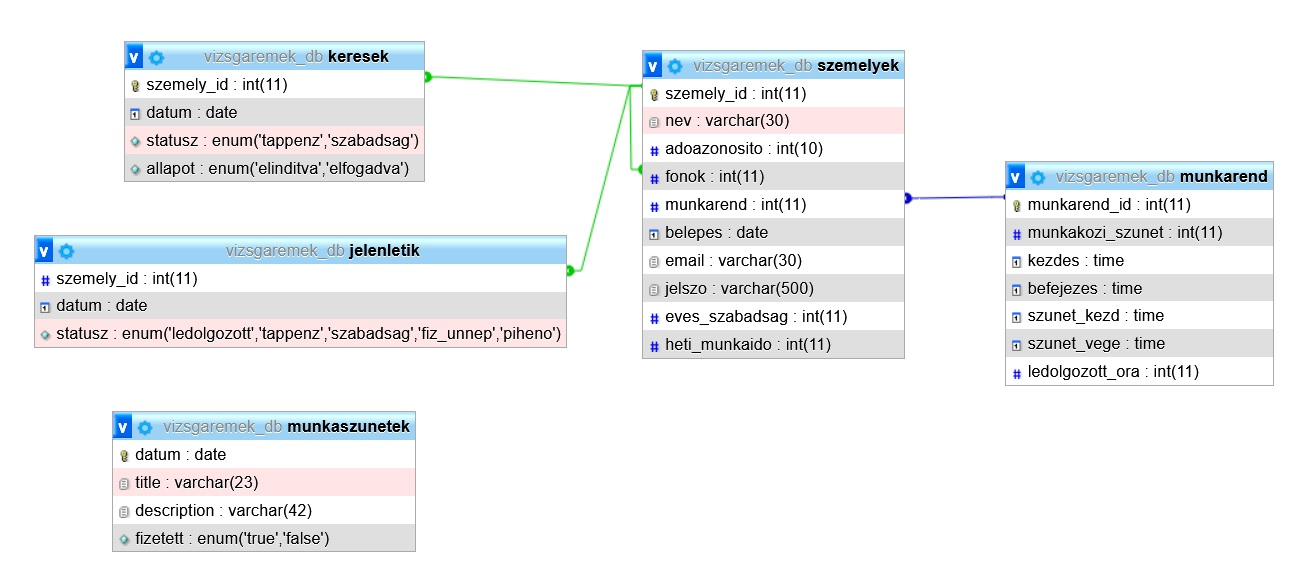 vizsgaremek_db keresek
szemely_id : int(11)
datum : date
statusz : enum('tappenz','szabadsag')
allapot : enum('elinditva','elfogadva')
vizsgaremek_db jelenletik
szemely_id : int(11)
datum : date
statusz : enum('ledolgozott','tappenz','szabadsag','fiz_unnep','piheno')
vizsgaremek_db munkaszunetek
datum : date
title : varchar(23)
description : varchar(42)
fizetett : enum('true','false')
vizsgaremek_db szemelyek
szemely_id : int(11)
nev : varchar(30)
adoazonosito : int(10)
fonok : int(11)
munkarend : int(11)
belepes : date
email : varchar(30)
jelszo : varchar(500)
eves_szabadsag : int(11)
heti_munkaido : int(11)
vizsgaremek_db munkarend
munkarend_id : int(11)
munkakozi_szunet : int(11)
kezdes : time
befejezes : time
szunet_kezd : time
szunet_vege : time
ledolgozott_ora : int(11)